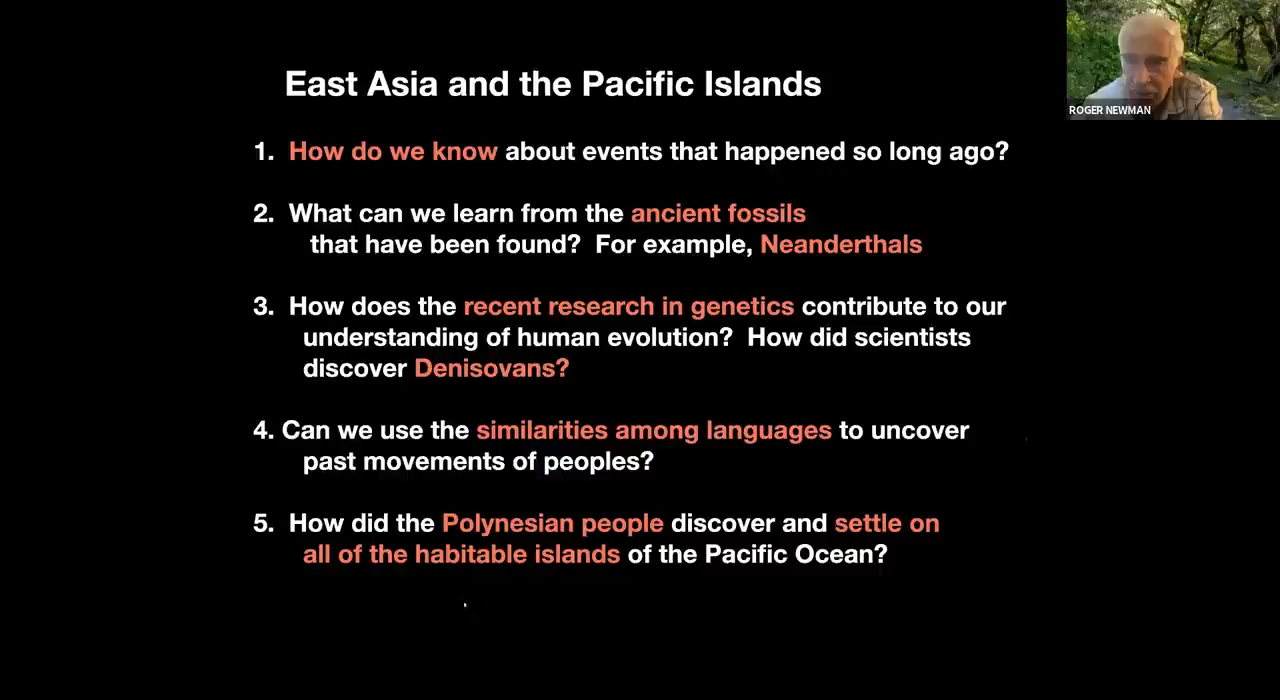 East Asia and the Pacific Islands
1. How do we know about events that happened so long ago?
2. What can we learn from the ancient fossils
that have been found? For example, Neanderthals
3. How does the recent research in genetics contribute to our
understanding of human evolution? How did scientists
discover Denisovans?
4. Can we use the similarities among languages to uncover
past movements of peoples?
5. How did the Polynesian people discover and settle on
all of the habitable islands of the Pacific Ocean?
ROGER NEWMAN